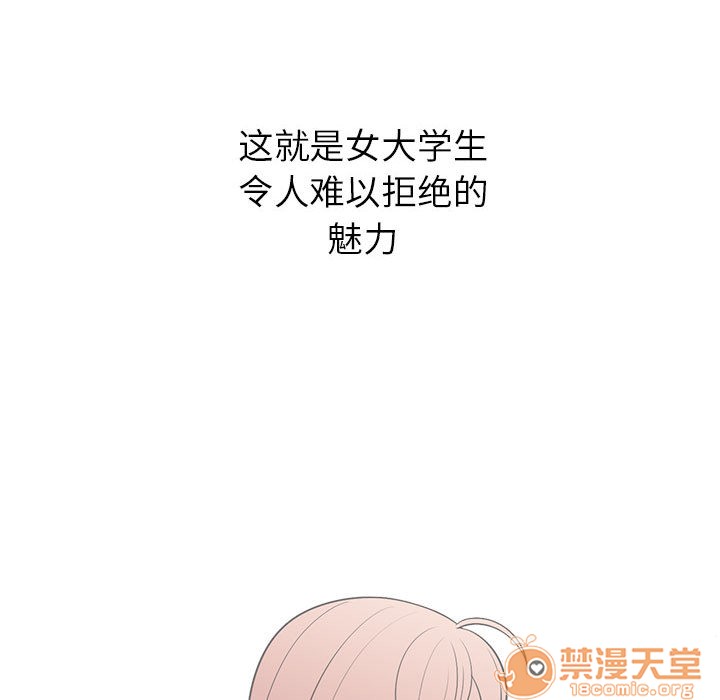 这就是女大学生
令人难以拒绝的
魅力
禁漫天堂
18comic.org